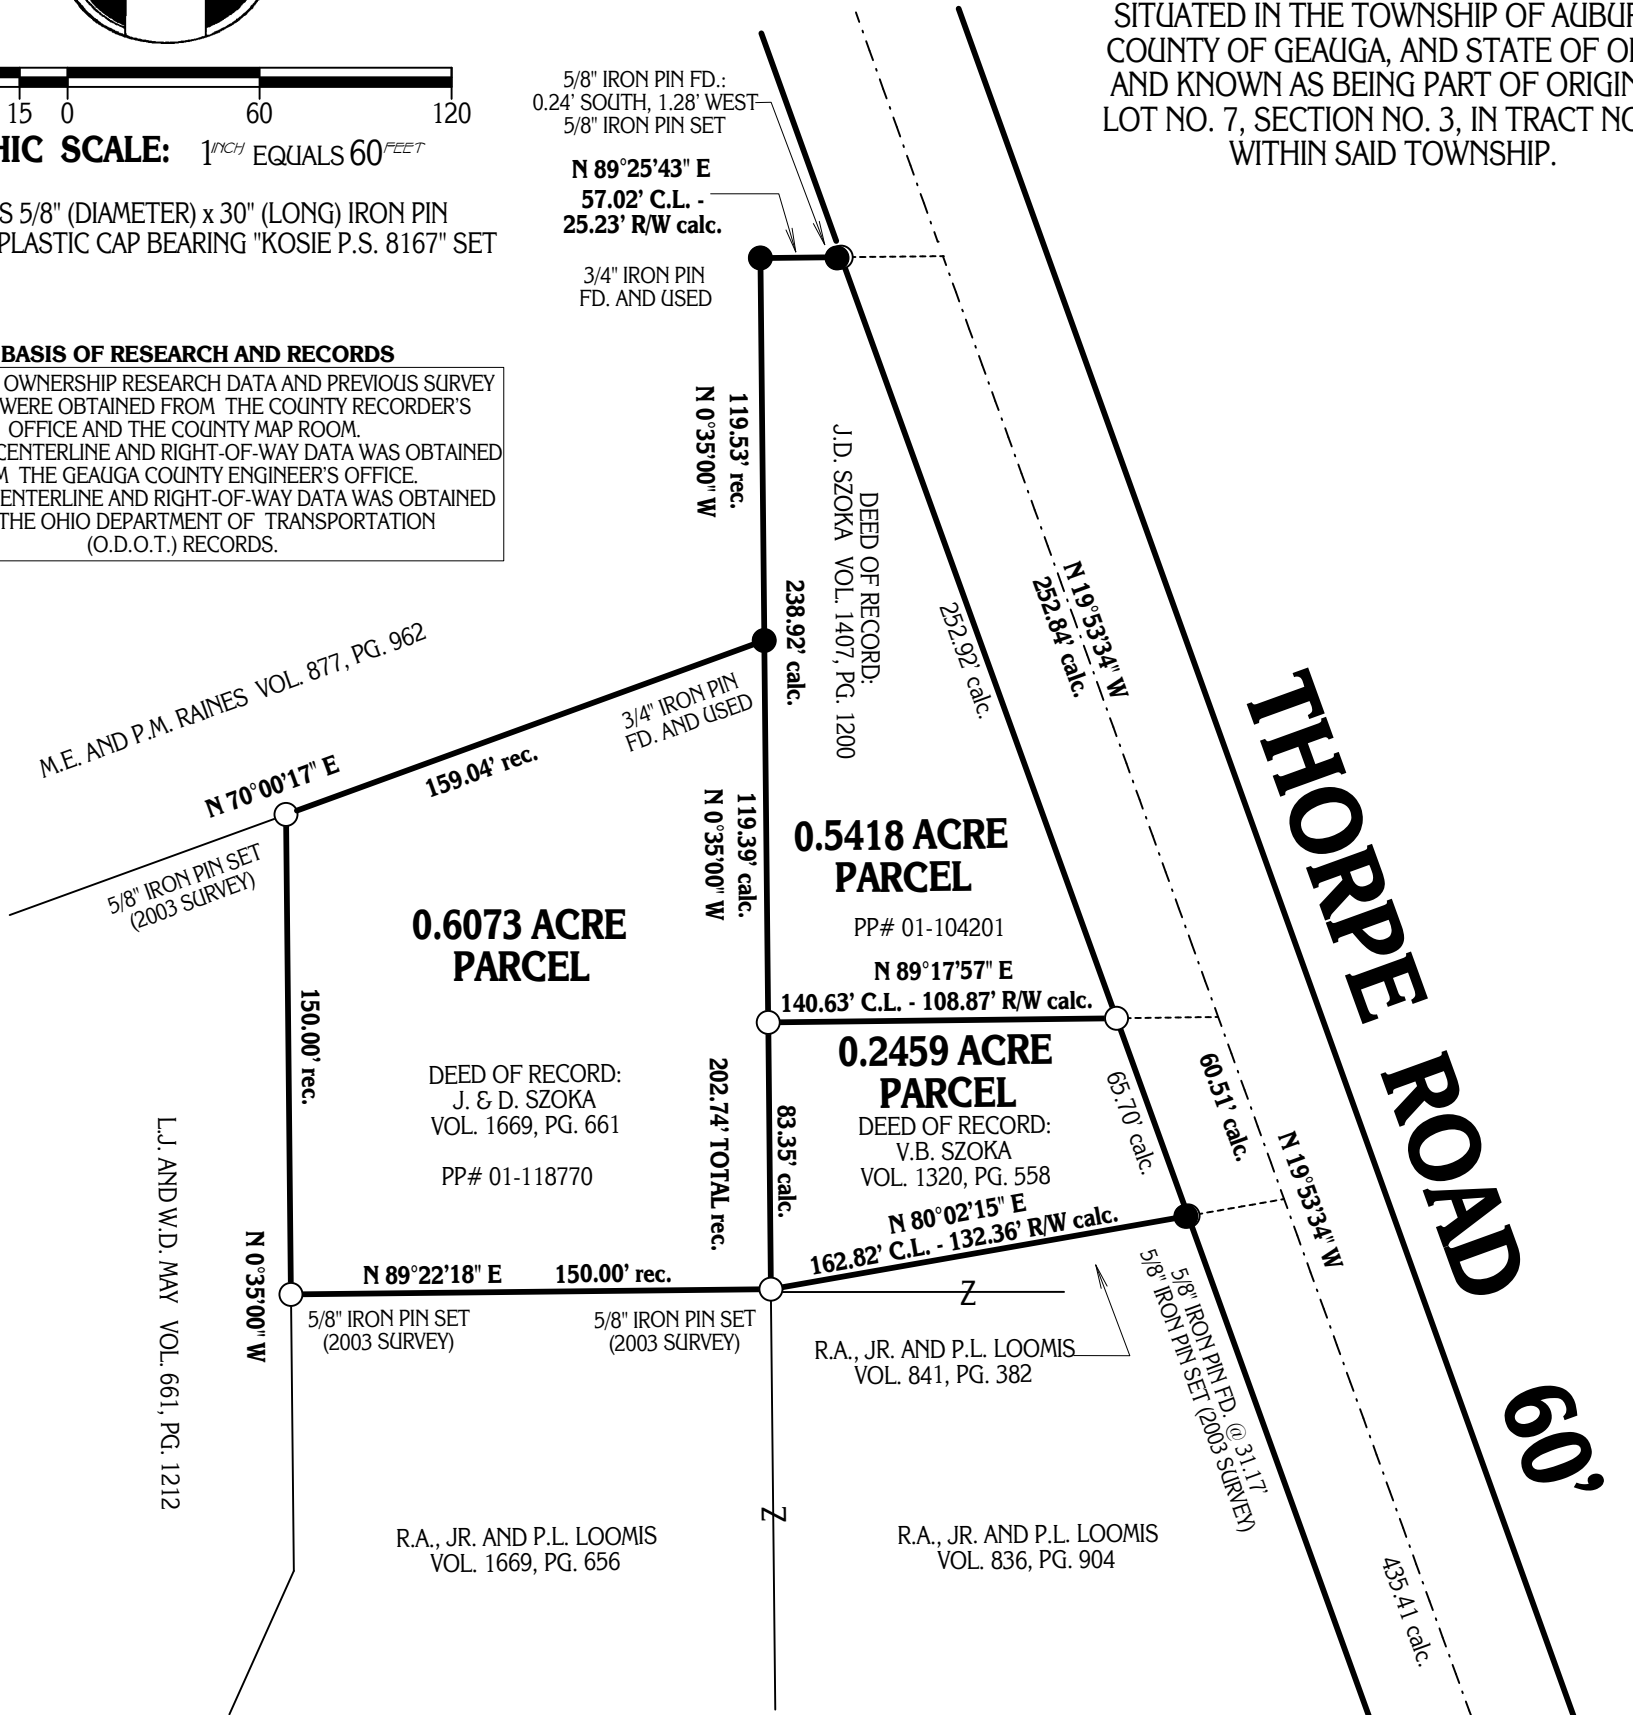 SITUATED IN THE TOWNSHIP OF AUBUR
COUNTY OF GEAUGA, AND STATE OF O
AND KNOWN AS BEING PART OF ORIGIN
LOT NO. 7, SECTION NO. 3, IN TRACT NO
WITHIN SAID TOWNSHIP.
15 0 60 120
HIC SCALE: 1 INCH EQUALS 60 FEET
S 5/8" (DIAMETER) x 30" (LONG) IRON PIN
PLASTIC CAP BEARING "KOSIE P.S. 8167" SET
5/8" IRON PIN FD.:
0.24' SOUTH, 1.28' WEST
5/8" IRON PIN SET
N 89°25'43" E
57.02' C.L. -
25.23' R/W calc.
3/4" IRON PIN
FD. AND USED
BASIS OF RESEARCH AND RECORDS
OWNERSHIP RESEARCH DATA AND PREVIOUS SURVEY
WERE OBTAINED FROM THE COUNTY RECORDER'S
OFFICE AND THE COUNTY MAP ROOM.
CENTERLINE AND RIGHT-OF-WAY DATA WAS OBTAINED
M THE GEAUGA COUNTY ENGINEER'S OFFICE.
ENTERLINE AND RIGHT-OF-WAY DATA WAS OBTAINED
THE OHIO DEPARTMENT OF TRANSPORTATION
(O.D.O.T.) RECORDS.
119.53' rec.
N 0°35'00" W
DEED OF RECORD:
J.D. SZOKA VOL. 1407, PG. 1200
238.92' calc.
252.92' calc.
N 19°53'34" W
252.84' calc.
M.E. AND P.M. RAINES VOL. 877, PG. 962
N 70°00'17" E
159.04' rec.
3/4" IRON PIN
FD. AND USED
5/8" IRON PIN SET
(2003 SURVEY)
119.39' calc.
N 0°35'00" W
0.5418 ACRE
PARCEL
PP# 01-104201
N 89°17'57" E
140.63' C.L. - 108.87' R/W calc.
0.6073 ACRE
PARCEL
DEED OF RECORD:
J. & D. SZOKA
VOL. 1669, PG. 661
PP# 01-118770
150.00' rec.
N 0°35'00" W
L.J. AND W.D. MAY VOL. 661, PG. 1212
202.74' TOTAL rec.
83.35' calc.
0.2459 ACRE
PARCEL
DEED OF RECORD:
V.B. SZOKA
VOL. 1320, PG. 558
N 80°02'15" E
162.82' C.L. - 132.36' R/W calc.
65.70' calc.
60.51' calc.
N 19°53'34" W
THORPE ROAD 60'
N 89°22'18" E 150.00' rec.
5/8" IRON PIN SET
(2003 SURVEY)
5/8" IRON PIN SET
(2003 SURVEY)
Z
R.A., JR. AND P.L. LOOMIS
VOL. 841, PG. 382
5/8" IRON PIN FD. @ 31.17'
5/8" IRON PIN SET (2003 SURVEY)
Z
R.A., JR. AND P.L. LOOMIS
VOL. 1669, PG. 656
R.A., JR. AND P.L. LOOMIS
VOL. 836, PG. 904
435.41 calc.